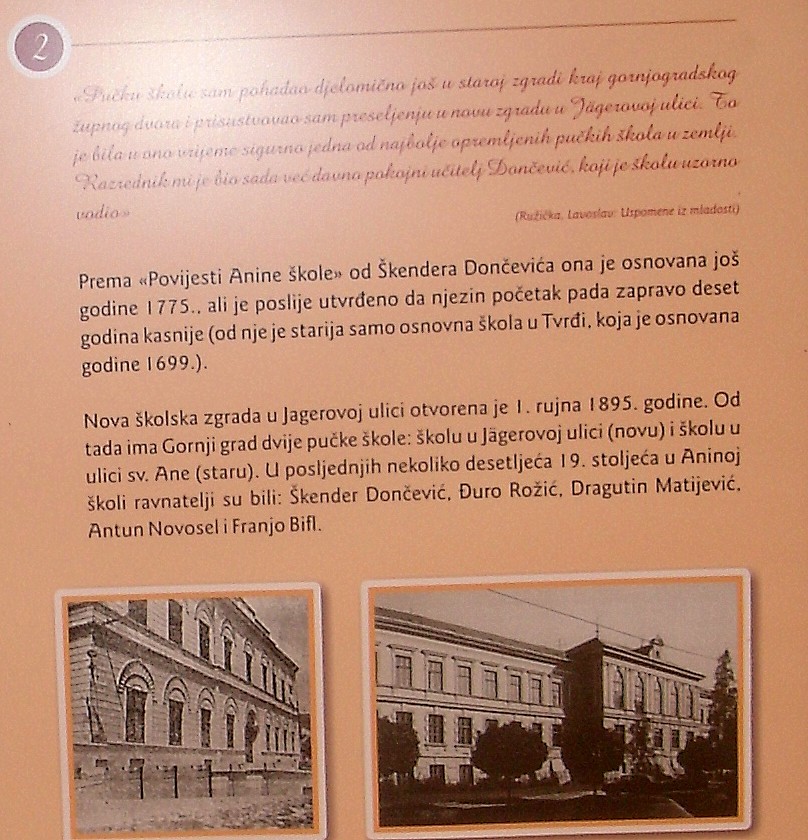 2
«Pučku školu sam pohađao djelomično još u staroj zgradi kraj gornjogradskog
župnog dvora i prisustvovao sam preseljenju u novu zgradu u Jägerovoj ulici. To
je bila u ono vrijeme sigurno jedna od najbolje opremljenih pučkih škola u zemlji.
Razrednik mi je bio sada već davno pokojni učitelj Dončević, koji je školu uzorno
vodio»
(Ružička, Lavoslav: Uspomene iz mladosti)
Prema «Povijesti Anine škole» od Škendera Dončevića ona je osnovana još
godine 1775., ali je poslije utvrđeno da njezin početak pada zapravo deset
godina kasnije (od nje je starija samo osnovna škola u Tvrđi, koja je osnovana
godine 1699.).
Nova školska zgrada u Jagerovoj ulici otvorena je 1. rujna 1895. godine. Od
tada ima Gornji grad dvije pučke škole: školu u Jägerovoj ulici (novu) i školu u
ulici sv. Ane (staru). U posljednjih nekoliko desetljeća 19. stoljeća u Aninoj
školi ravnatelji su bili: Škender Dončević, Đuro Rožić, Dragutin Matijević,
Antun Novosel i Franjo Bifl.